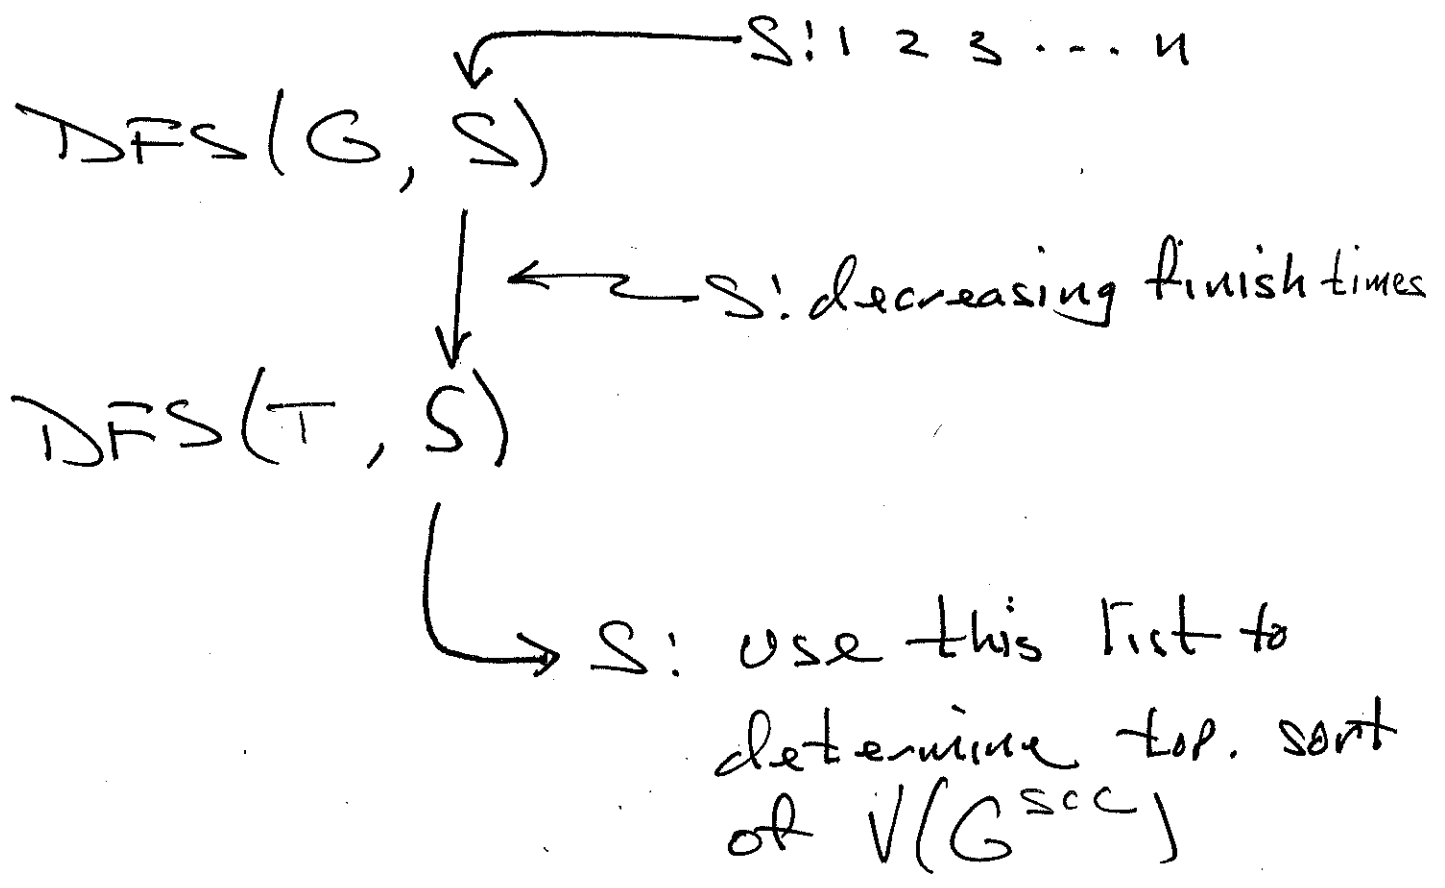 S: 1 2 3 ... n
DFS(G, S)
S: decreasing finish times
DFS(T, S)
S: use this list to
determine top. sort
of V(G^SCC)